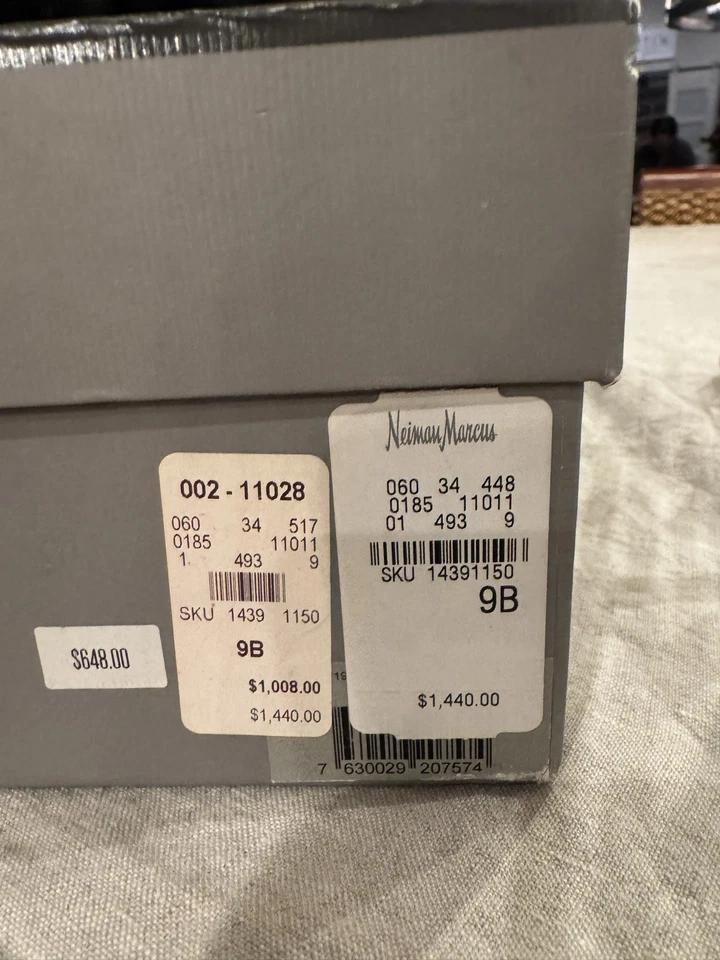 Neiman Marcus
060 34 448
0185 11011
01 493 9
SKU 14391150
9B
$1,440.00
002 - 11028
060 34 517
0185 11011
1 493 9
SKU 1439 1150
9B
$1,008.00
$1,440.00
$648.00
19
7 630029 207574